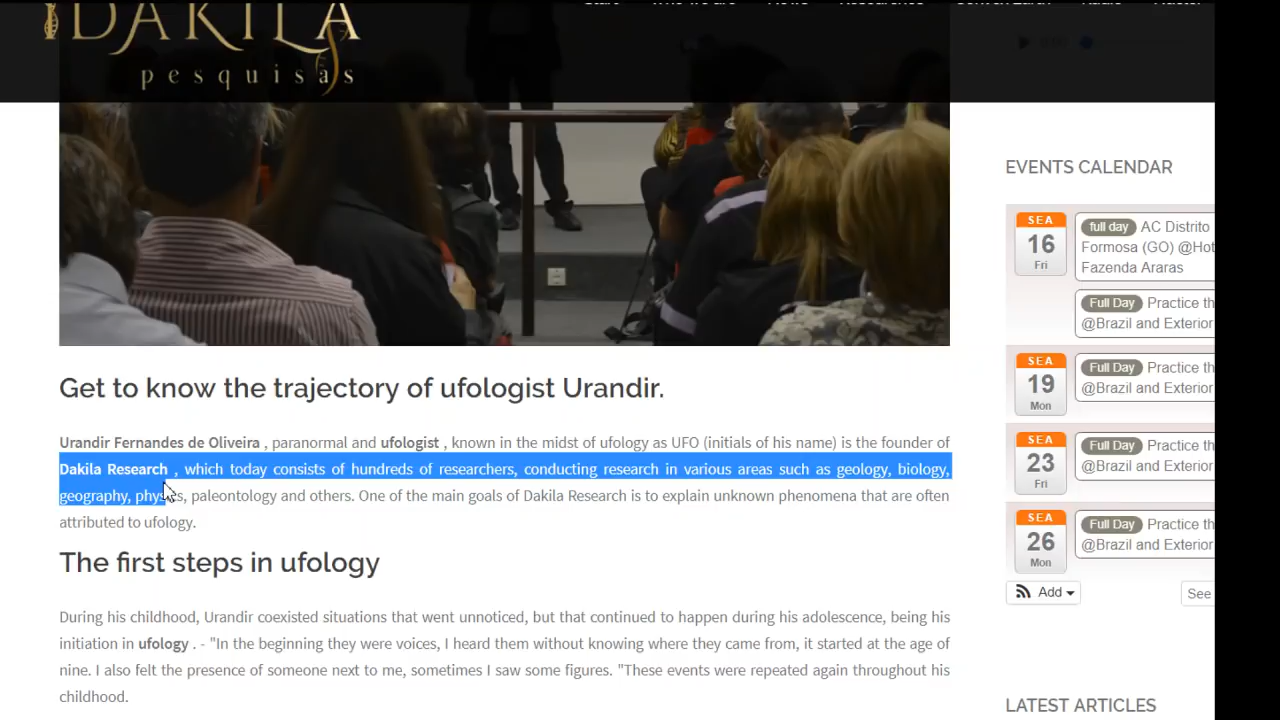 DAKILA
pesquisas
EVENTS CALENDAR
SEA
16
Fri
full day AC Distrito
Formosa (GO) @Hot
Fazenda Araras
Full Day Practice th
@Brazil and Exterior
SEA
19
Mon
Full Day Practice th
@Brazil and Exterior
SEA
23
Fri
Full Day Practice th
@Brazil and Exterior
SEA
26
Mon
Full Day Practice th
@Brazil and Exterior
Add
See
LATEST ARTICLES
Get to know the trajectory of ufologist Urandir.
Urandir Fernandes de Oliveira , paranormal and ufologist , known in the midst of ufology as UFO (initials of his name) is the founder of
Dakila Research , which today consists of hundreds of researchers, conducting research in various areas such as geology, biology,
geography, physics, paleontology and others. One of the main goals of Dakila Research is to explain unknown phenomena that are often
attributed to ufology.
The first steps in ufology
During his childhood, Urandir coexisted situations that went unnoticed, but that continued to happen during his adolescence, being his
initiation in ufology . - "In the beginning they were voices, I heard them without knowing where they came from, it started at the age of
nine. I also felt the presence of someone next to me, sometimes I saw some figures. "These events were repeated again throughout his
childhood.